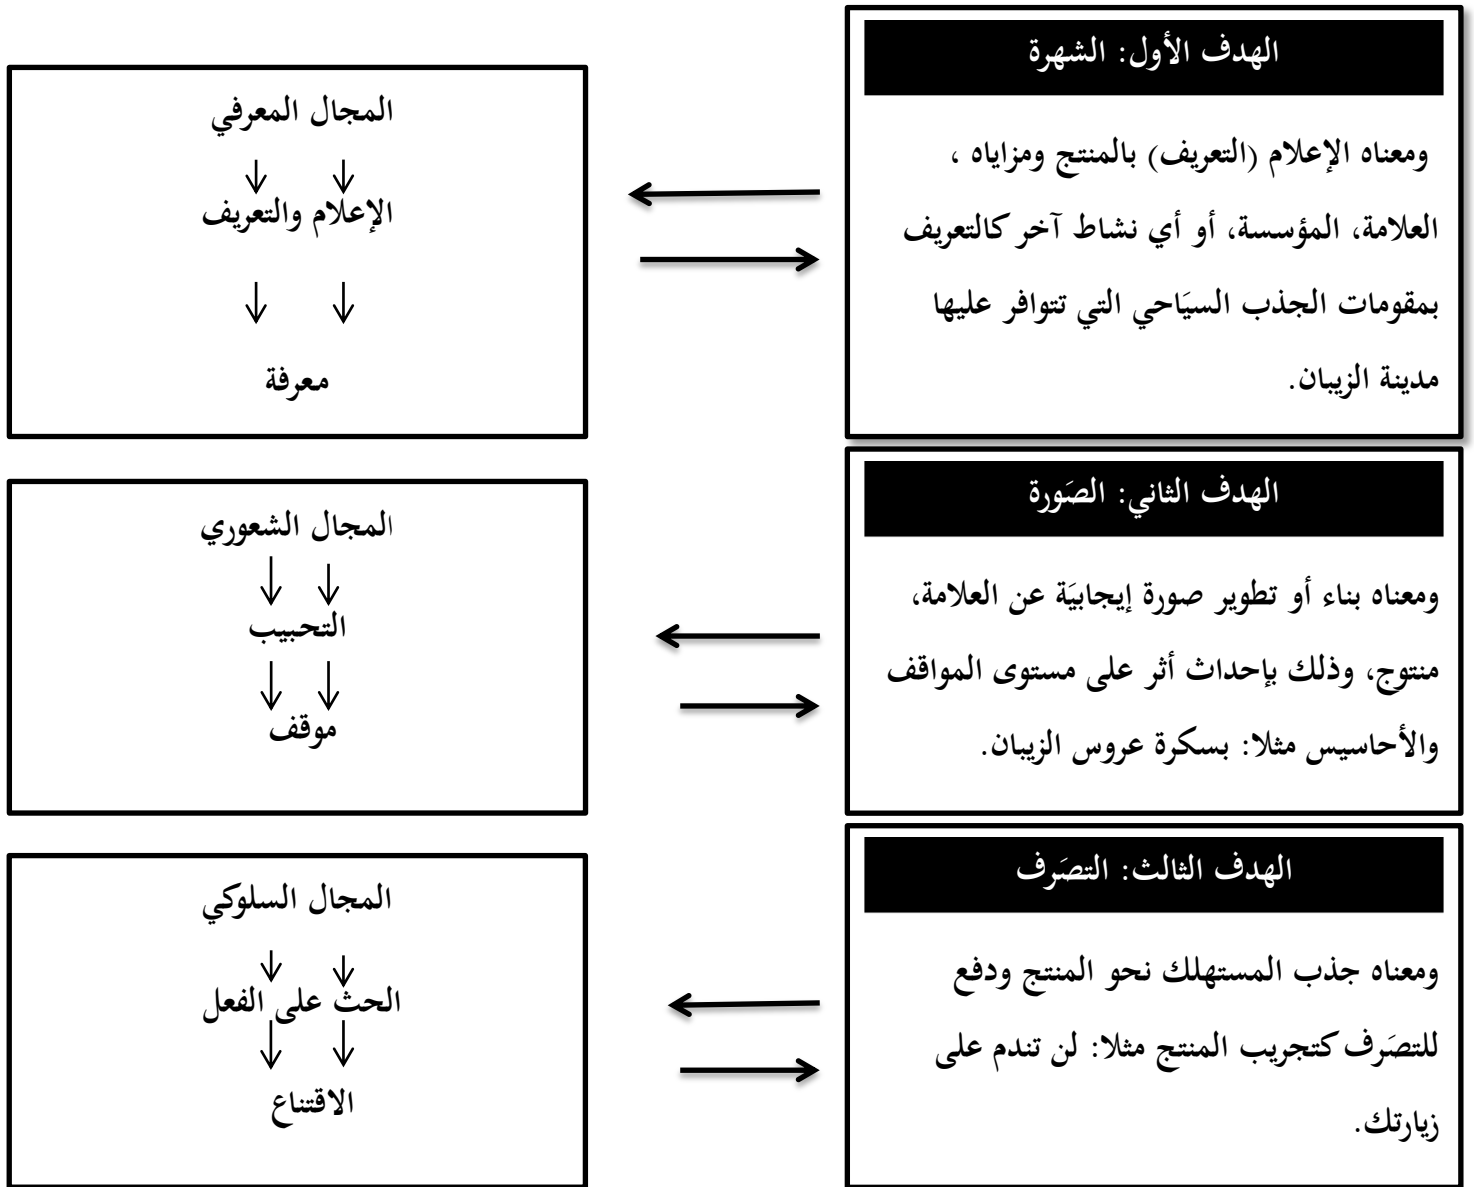 الهدف الأول: الشهرة
ومعناه الإعلام (التعريف) بالمنتج ومزاياه ،
العلامة، المؤسسة، أو أي نشاط آخر كالتعريف
بمقومات الجذب السيَاحي التي تتوافر عليها
مدينة الزيبان.
المجال المعرفي
الإعلام والتعريف
معرفة
الهدف الثاني: الصَورة
ومعناه بناء أو تطوير صورة إيجابيَة عن العلامة،
منتوج، وذلك بإحداث أثر على مستوى المواقف
والأحاسيس مثلا: بسكرة عروس الزيبان.
المجال الشعوري
التحبيب
موقف
الهدف الثالث: التصَرف
ومعناه جذب المستهلك نحو المنتج ودفع
للتصَرف كتجريب المنتج مثلا: لن تندم على
زيارتك.
المجال السلوكي
الحث على الفعل
الاقتناع